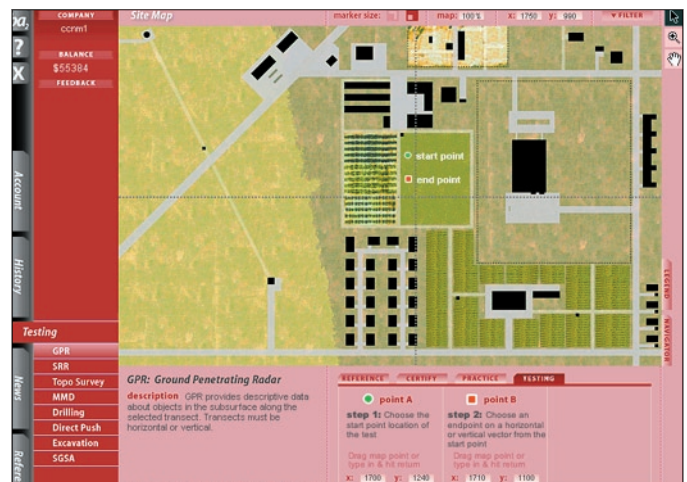 COMPANY
ccrm1
BALANCE
$55384
FEEDBACK
?
X
Account
History
Testing
News
GPR
SRR
Topo Survey
MMD
Drilling
Direct Push
Excavation
SGSA
Site Map
marker size:
map: 100 %
x: 1760 y: 990
▼ FILTER
start point
end point
LEGEND
NAVIGATOR
GPR: Ground Penetrating Radar
description GPR provides descriptive data
about objects in the subsurface along the
selected transect. Transects must be
horizontal or vertical.
REFERENCE CERTIFY PRACTICE TESTING
point A
step 1: Choose the
start point location of
the test
Drag map point or
type in & hit return
x: 1700 y: 1240
point B
step 2: Choose an
endpoint on a horizontal
or vertical vector from the
start point
Drag map point or
type in & hit return
x: 1710 y: 1100